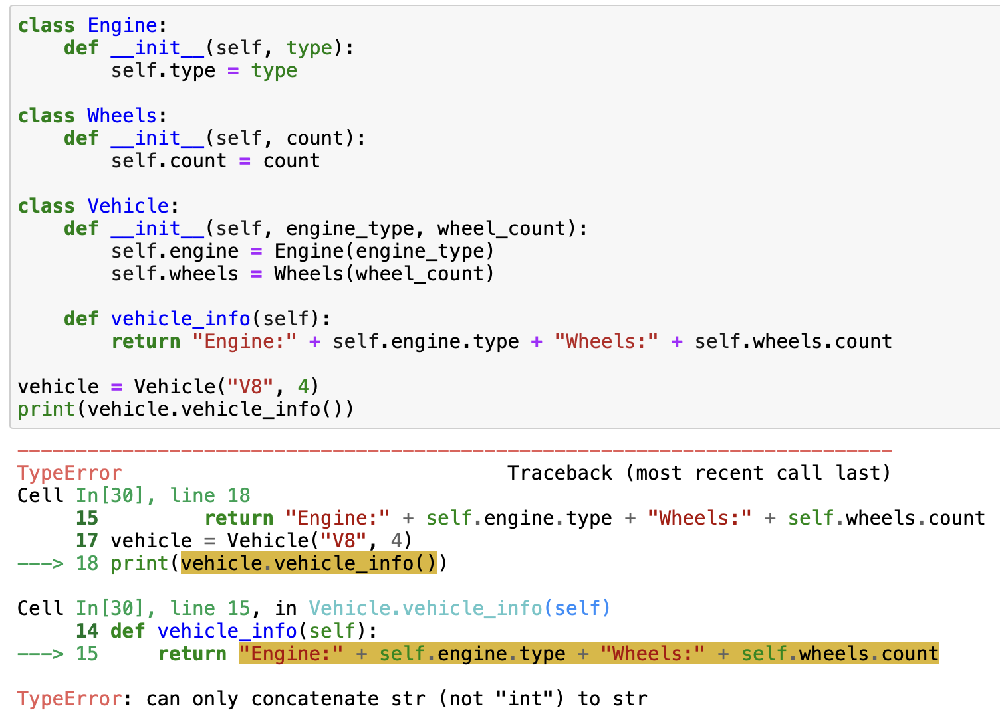 class Engine:
    def __init__(self, type):
        self.type = type

class Wheels:
    def __init__(self, count):
        self.count = count

class Vehicle:
    def __init__(self, engine_type, wheel_count):
        self.engine = Engine(engine_type)
        self.wheels = Wheels(wheel_count)

    def vehicle_info(self):
        return "Engine:" + self.engine.type + "Wheels:" + self.wheels.count

vehicle = Vehicle("V8", 4)
print(vehicle.vehicle_info())

---------------------------------------------------------------------------
TypeError                                 Traceback (most recent call last)
Cell In[30], line 18
     15         return "Engine:" + self.engine.type + "Wheels:" + self.wheels.count
     17 vehicle = Vehicle("V8", 4)
---> 18 print(vehicle.vehicle_info())

Cell In[30], line 15, in Vehicle.vehicle_info(self)
     14 def vehicle_info(self):
---> 15     return "Engine:" + self.engine.type + "Wheels:" + self.wheels.count

TypeError: can only concatenate str (not "int") to str